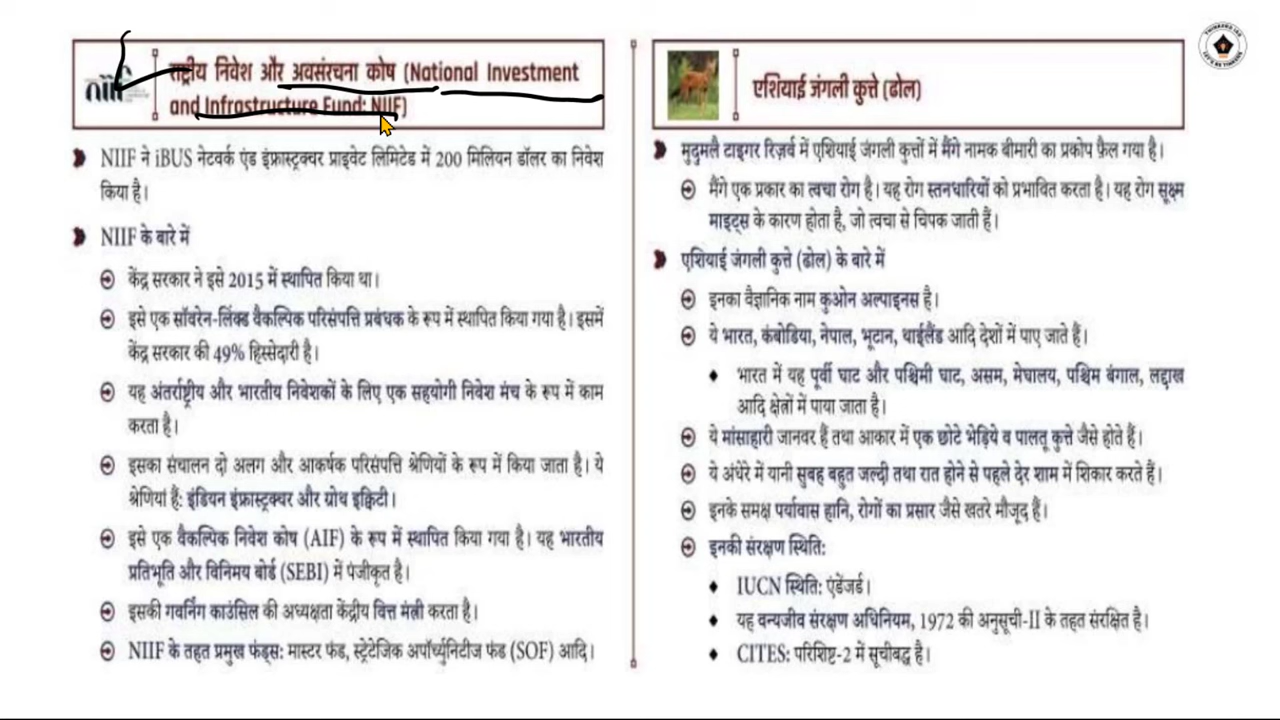 राष्ट्रीय निवेश और अवसंरचना कोष (National Investment
and Infrastructure Fund: NIIF)
NIIF ने iBUS नेटवर्क एंड इंफ्रास्ट्रक्चर प्राइवेट लिमिटेड में 200 मिलियन डॉलर का निवेश
किया है।
NIIF के बारे में
केंद्र सरकार ने इसे 2015 में स्थापित किया था।
इसे एक सॉवरेन-लिंक्ड वैकल्पिक परिसंपत्ति प्रबंधक के रूप में स्थापित किया गया है। इसमें
केंद्र सरकार की 49% हिस्सेदारी है।
यह अंतर्राष्ट्रीय और भारतीय निवेशकों के लिए एक सहयोगी निवेश मंच के रूप में काम
करता है।
इसका संचालन दो अलग और आकर्षक परिसंपत्ति श्रेणियों के रूप में किया जाता है। ये
श्रेणियां हैं: इंडियन इंफ्रास्ट्रक्चर और ग्रोथ इक्विटी।
इसे एक वैकल्पिक निवेश कोष (AIF) के रूप में स्थापित किया गया है। यह भारतीय
प्रतिभूति और विनिमय बोर्ड (SEBI) में पंजीकृत है।
इसकी गवर्निंग काउंसिल की अध्यक्षता केंद्रीय वित्त मंत्री करता है।
NIIF के तहत प्रमुख फंड्स: मास्टर फंड, स्ट्रेटेजिक अपॉर्च्युनिटीज फंड (SOF) आदि।
एशियाई जंगली कुत्ते (ढोल)
मुदुमलै टाइगर रिज़र्व में एशियाई जंगली कुत्तों में मैंगे नामक बीमारी का प्रकोप फ़ैल गया है।
मैंगे एक प्रकार का त्वचा रोग है। यह रोग स्तनधारियों को प्रभावित करता है। यह रोग सूक्ष्म
माइट्स के कारण होता है, जो त्वचा से चिपक जाती हैं।
एशियाई जंगली कुत्ते (ढोल) के बारे में
इनका वैज्ञानिक नाम कुओन अल्पाइनस है।
ये भारत, कंबोडिया, नेपाल, भूटान, थाईलैंड आदि देशों में पाए जाते हैं।
भारत में यह पूर्वी घाट और पश्चिमी घाट, असम, मेघालय, पश्चिम बंगाल, लद्दाख
आदि क्षेत्रों में पाया जाता है।
ये मांसाहारी जानवर हैं तथा आकार में एक छोटे भेड़िये व पालतू कुत्ते जैसे होते हैं।
ये अंधेरे में यानी सुबह बहुत जल्दी तथा रात होने से पहले देर शाम में शिकार करते हैं।
इनके समक्ष पर्यावास हानि, रोगों का प्रसार जैसे खतरे मौजूद हैं।
इनकी संरक्षण स्थिति:
IUCN स्थिति: एंडेंजर्ड।
यह वन्यजीव संरक्षण अधिनियम, 1972 की अनुसूची-II के तहत संरक्षित है।
CITES: परिशिष्ट-2 में सूचीबद्ध है।